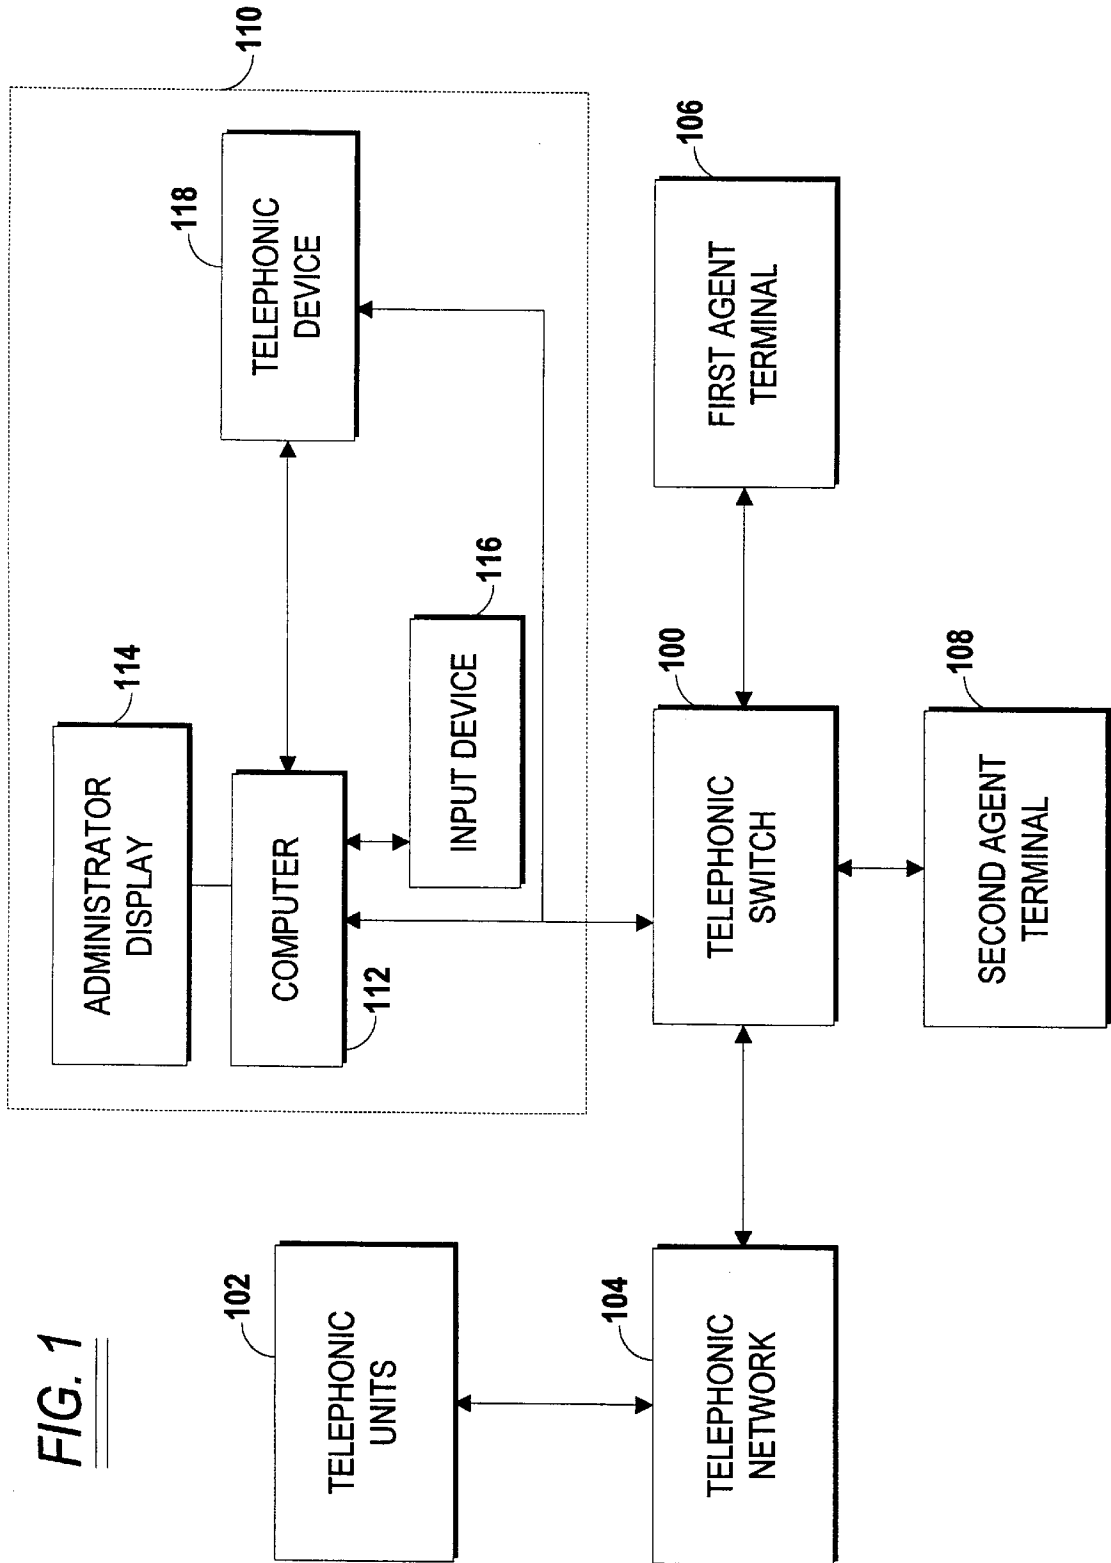 FIG. 1
102
TELEPHONIC
UNITS
104
TELEPHONIC
NETWORK
110
114
ADMINISTRATOR
DISPLAY
112
COMPUTER
116
INPUT DEVICE
118
TELEPHONIC
DEVICE
100
TELEPHONIC
SWITCH
106
FIRST AGENT
TERMINAL
108
SECOND AGENT
TERMINAL